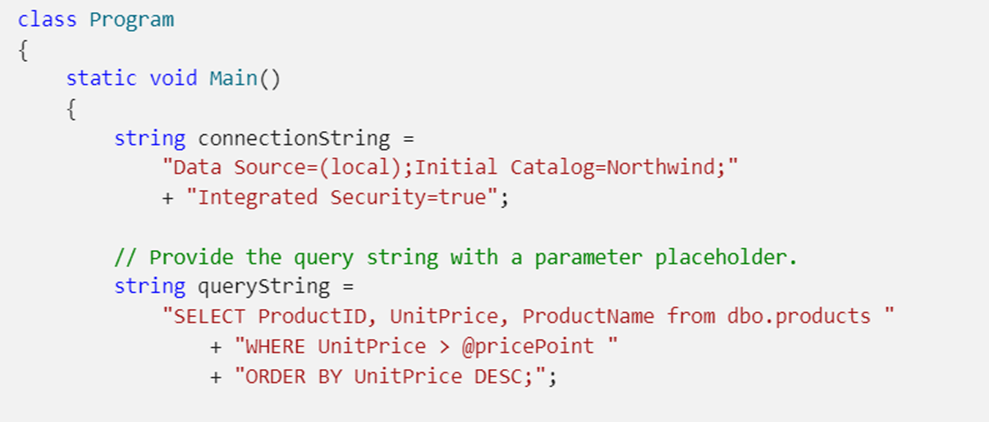 class Program
{
static void Main()
{
string connectionString =
"Data Source=(local);Initial Catalog=Northwind;"
+ "Integrated Security=true";
// Provide the query string with a parameter placeholder.
string queryString =
"SELECT ProductID, UnitPrice, ProductName from dbo.products "
+ "WHERE UnitPrice > @pricePoint "
+ "ORDER BY UnitPrice DESC;";